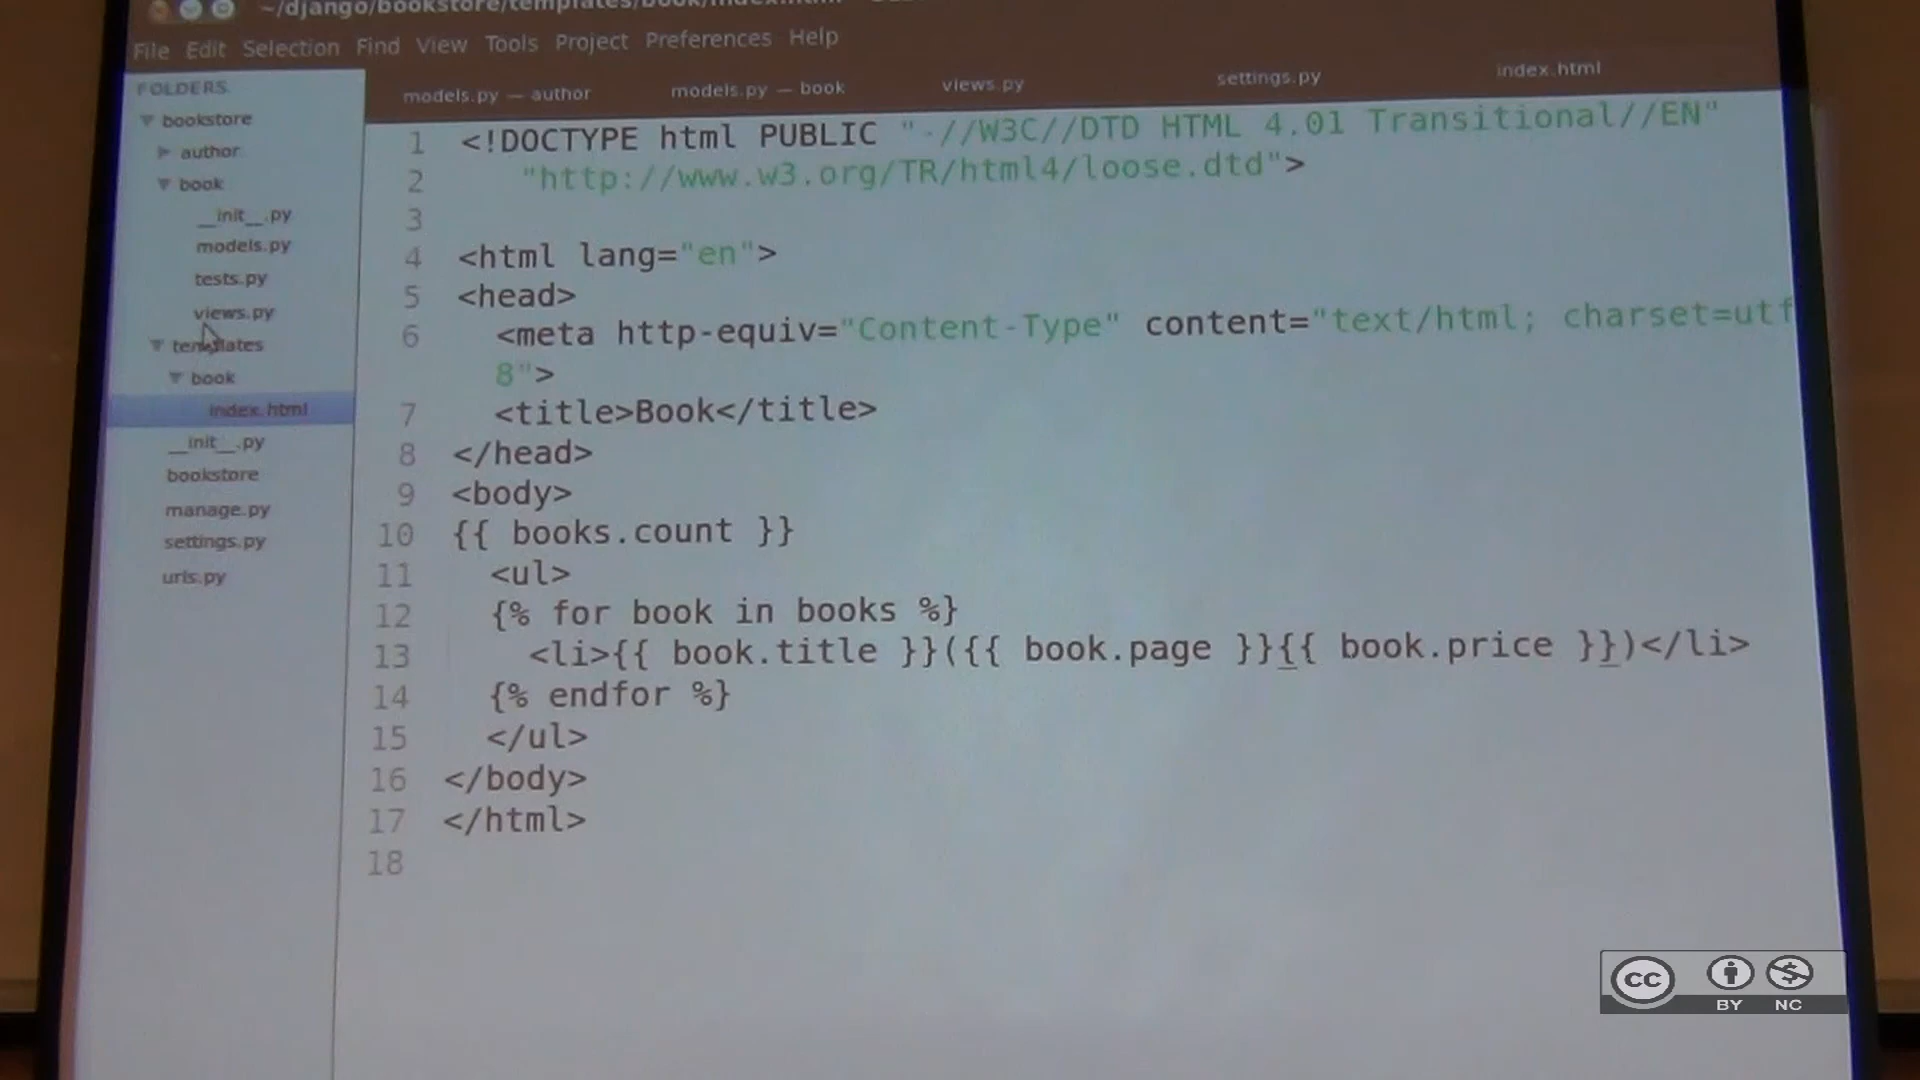 File Edit Selection Find View Tools Project Preferences Help
models.py — author models.py — book views.py settings.py index.html
FOLDERS
bookstore
author
book
__init__.py
models.py
tests.py
views.py
templates
book
index.html
__init__.py
bookstore
manage.py
settings.py
urls.py
1 <!DOCTYPE html PUBLIC "-//W3C//DTD HTML 4.01 Transitional//EN"
2 "http://www.w3.org/TR/html4/loose.dtd">
3
4 <html lang="en">
5 <head>
6 <meta http-equiv="Content-Type" content="text/html; charset=utf
8">
7 <title>Book</title>
8 </head>
9 <body>
10 {{ books.count }}
11 <ul>
12 {% for book in books %}
13 <li>{{ book.title }}({{ book.page }}{{ book.price }})</li>
14 {% endfor %}
15 </ul>
16 </body>
17 </html>
18
CC
BY NC